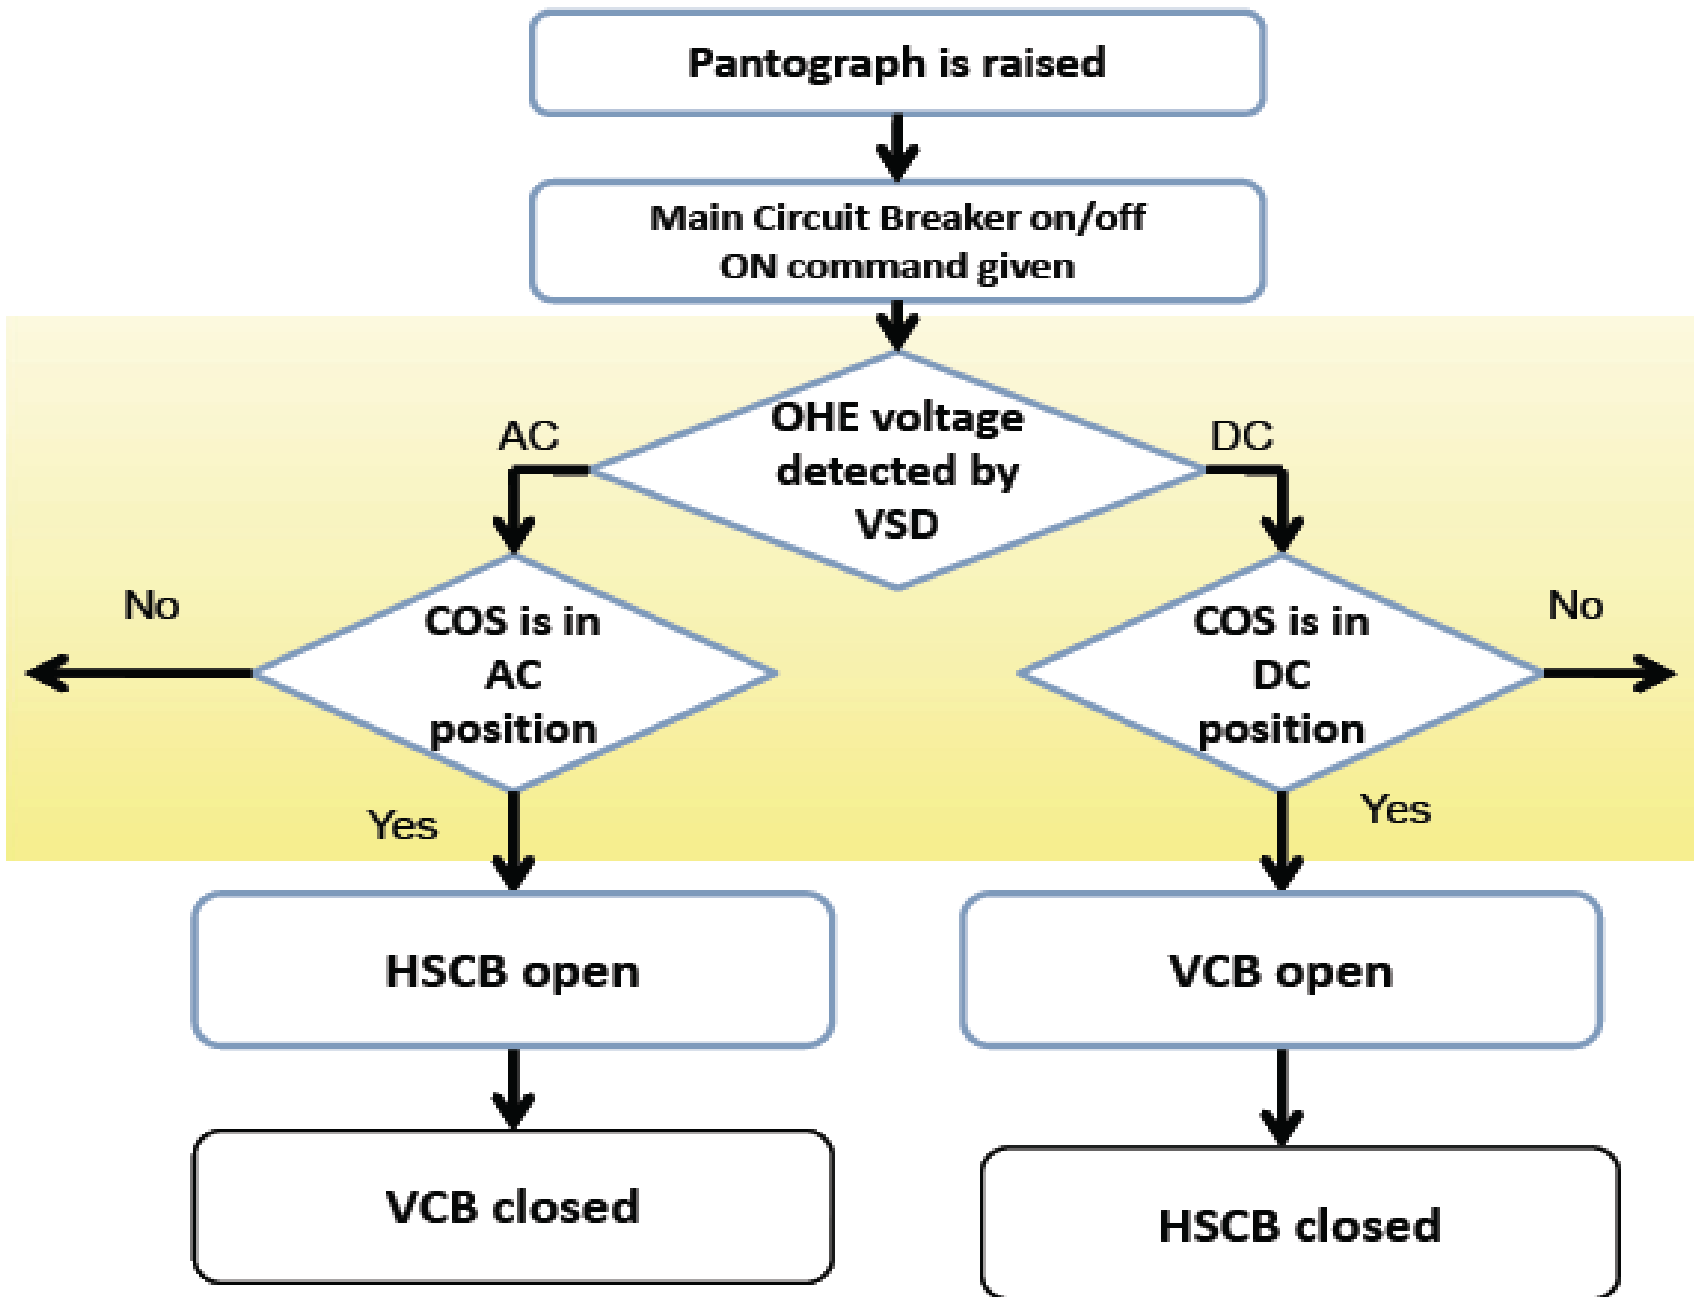 Pantograph is raised
Main Circuit Breaker on/off
ON command given
OHE voltage
detected by
VSD
AC
DC
No
COS is in
AC
position
COS is in
DC
position
No
Yes
Yes
HSCB open
VCB open
VCB closed
HSCB closed